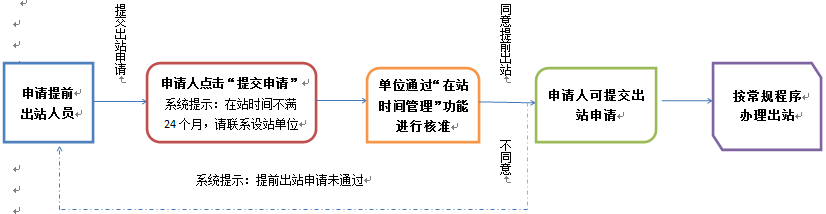 申请提前
出站人员
提交出站申请
申请人点击“提交申请”
系统提示：在站时间不满
24 个月，请联系设站单位
单位通过“在站
时间管理”功能
进行核准
同意提前出站
不同意
申请人可提交出
站申请
按常规程序
办理出站
系统提示：提前出站申请未通过